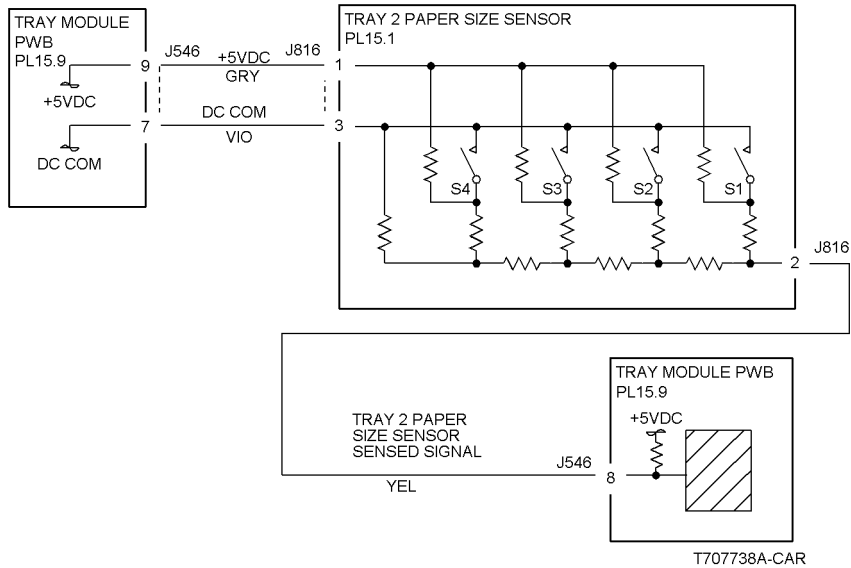 TRAY MODULE
PWB
PL15.9
9
J546
+5VDC
GRY
J816
1
+5VDC
7
DC COM
VIO
3
DC COM
TRAY 2 PAPER SIZE SENSOR
PL15.1
S4
S3
S2
S1
2
J816
TRAY 2 PAPER
SIZE SENSOR
SENSED SIGNAL
YEL
J546
8
TRAY MODULE PWB
PL15.9
+5VDC
T707738A-CAR